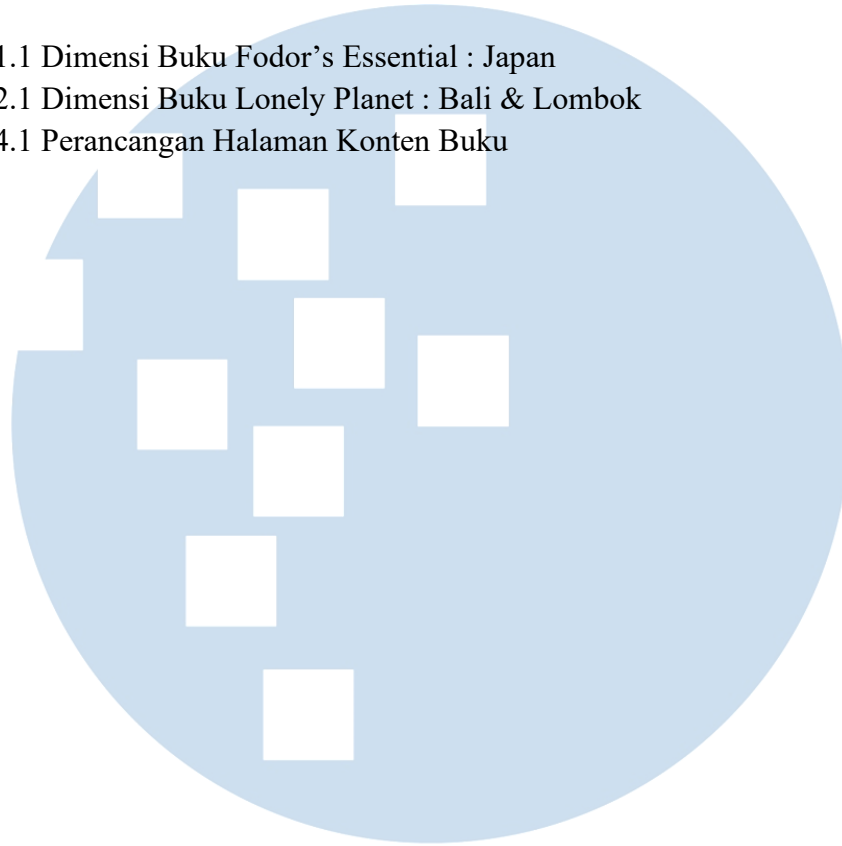 1.1 Dimensi Buku Fodor’s Essential : Japan
2.1 Dimensi Buku Lonely Planet : Bali & Lombok
4.1 Perancangan Halaman Konten Buku